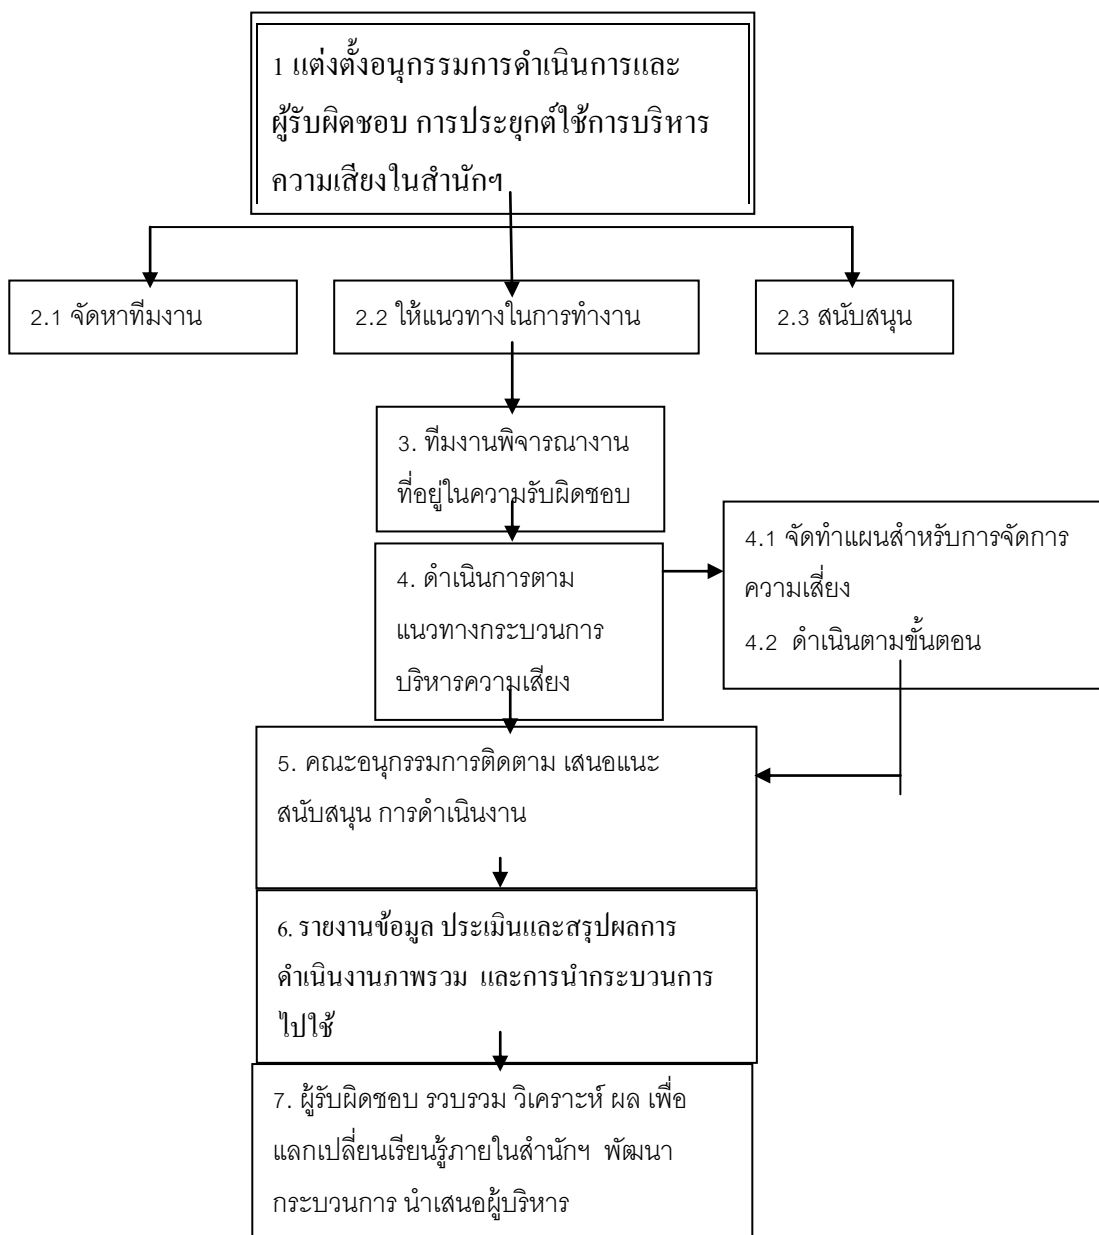 1 แต่งตั้งอนุกรรมการดำเนินการและ
ผู้รับผิดชอบ การประยุกต์ใช้การบริหาร
ความเสี่ยงในสำนักฯ
2.1 จัดหาทีมงาน
2.2 ให้แนวทางในการทำงาน
2.3 สนับสนุน
3. ทีมงานพิจารณางาน
ที่อยู่ในความรับผิดชอบ
4. ดำเนินการตาม
แนวทางกระบวนการ
บริหารความเสี่ยง
4.1 จัดทำแผนสำหรับการจัดการ
ความเสี่ยง
4.2 ดำเนินตามขั้นตอน
5. คณะอนุกรรมการติดตาม เสนอแนะ
สนับสนุน การดำเนินงาน
6. รายงานข้อมูล ประเมินและสรุปผลการ
ดำเนินงานภาพรวม และการนำกระบวนการ
ไปใช้
7. ผู้รับผิดชอบ รวบรวม วิเคราะห์ ผล เพื่อ
แลกเปลี่ยนเรียนรู้ภายในสำนักฯ พัฒนา
กระบวนการ นำเสนอผู้บริหาร